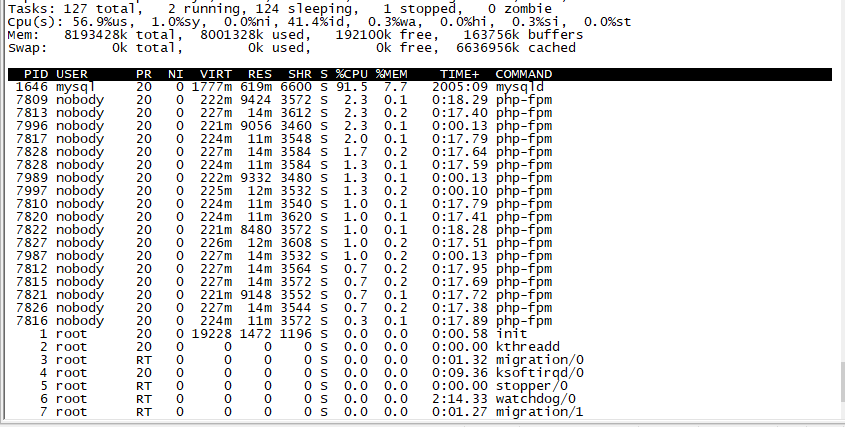 Tasks: 127 total,   2 running, 124 sleeping,   1 stopped,   0 zombie
Cpu(s): 56.9%us,  1.0%sy,  0.0%ni, 41.4%id,  0.3%wa,  0.0%hi,  0.3%si,  0.0%st
Mem:   8193428k total,  8001328k used,   192100k free,   163756k buffers
Swap:        0k total,        0k used,        0k free,  6636956k cached
PID USER      PR  NI  VIRT  RES  SHR S %CPU %MEM    TIME+  COMMAND
1646 mysql     20   0 1777m 619m 6600 S 91.5  7.7   2005:09 mysqld
7809 nobody    20   0  222m 9424 3572 S  2.3  0.1   0:18.29 php-fpm
7813 nobody    20   0  227m  14m 3612 S  2.3  0.2   0:17.40 php-fpm
7996 nobody    20   0  221m 9056 3460 S  2.3  0.1   0:00.13 php-fpm
7817 nobody    20   0  224m  11m 3548 S  2.0  0.1   0:17.79 php-fpm
7828 nobody    20   0  227m  14m 3584 S  1.7  0.2   0:17.64 php-fpm
7828 nobody    20   0  224m  11m 3584 S  1.3  0.1   0:17.59 php-fpm
7989 nobody    20   0  222m 9332 3480 S  1.3  0.1   0:00.13 php-fpm
7997 nobody    20   0  225m  12m 3532 S  1.3  0.2   0:00.10 php-fpm
7810 nobody    20   0  224m  11m 3540 S  1.0  0.1   0:17.79 php-fpm
7820 nobody    20   0  224m  11m 3620 S  1.0  0.1   0:17.41 php-fpm
7822 nobody    20   0  221m 8480 3572 S  1.0  0.1   0:18.28 php-fpm
7827 nobody    20   0  226m  12m 3608 S  1.0  0.2   0:17.51 php-fpm
7987 nobody    20   0  227m  14m 3532 S  1.0  0.2   0:00.13 php-fpm
7812 nobody    20   0  227m  14m 3564 S  0.7  0.2   0:17.95 php-fpm
7815 nobody    20   0  227m  14m 3572 S  0.7  0.2   0:17.69 php-fpm
7821 nobody    20   0  221m 9148 3552 S  0.7  0.1   0:17.72 php-fpm
7826 nobody    20   0  227m  14m 3544 S  0.7  0.2   0:17.38 php-fpm
7816 nobody    20   0  224m  11m 3572 S  0.3  0.1   0:17.89 php-fpm
1 root      20   0 19228 1472 1196 S  0.0  0.0   0:00.58 init
2 root      20   0     0    0    0 S  0.0  0.0   0:00.00 kthreadd
3 root      RT   0     0    0    0 S  0.0  0.0   0:01.32 migration/0
4 root      20   0     0    0    0 S  0.0  0.0   0:09.36 ksoftirqd/0
5 root      RT   0     0    0    0 S  0.0  0.0   0:00.00 stopper/0
6 root      RT   0     0    0    0 S  0.0  0.0   2:14.33 watchdog/0
7 root      RT   0     0    0    0 S  0.0  0.0   0:01.27 migration/1